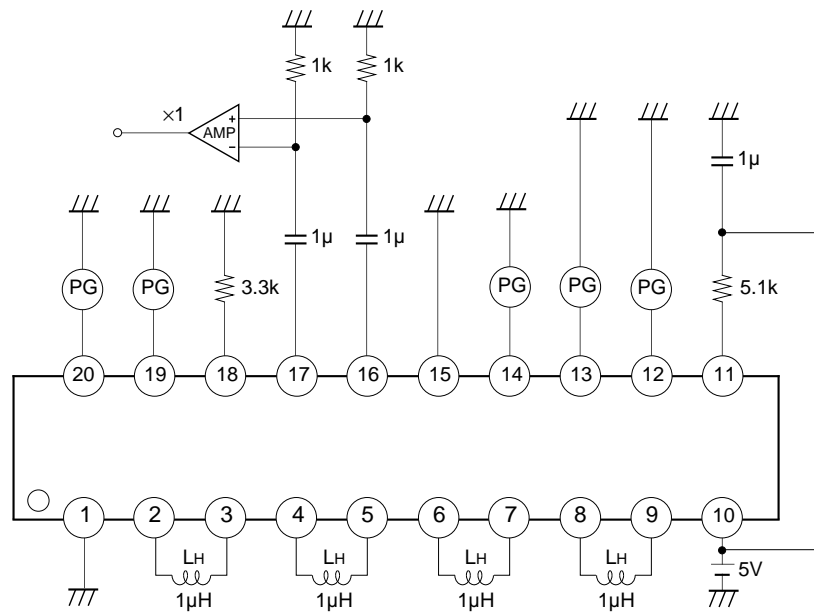 1k 1k
×1
AMP
+
−
1µ
1µ 1µ
PG PG 3.3k PG PG PG 5.1k
20 19 18 17 16 15 14 13 12 11
1 2 3 4 5 6 7 8 9 10
LH LH LH LH
5V
1µH 1µH 1µH 1µH